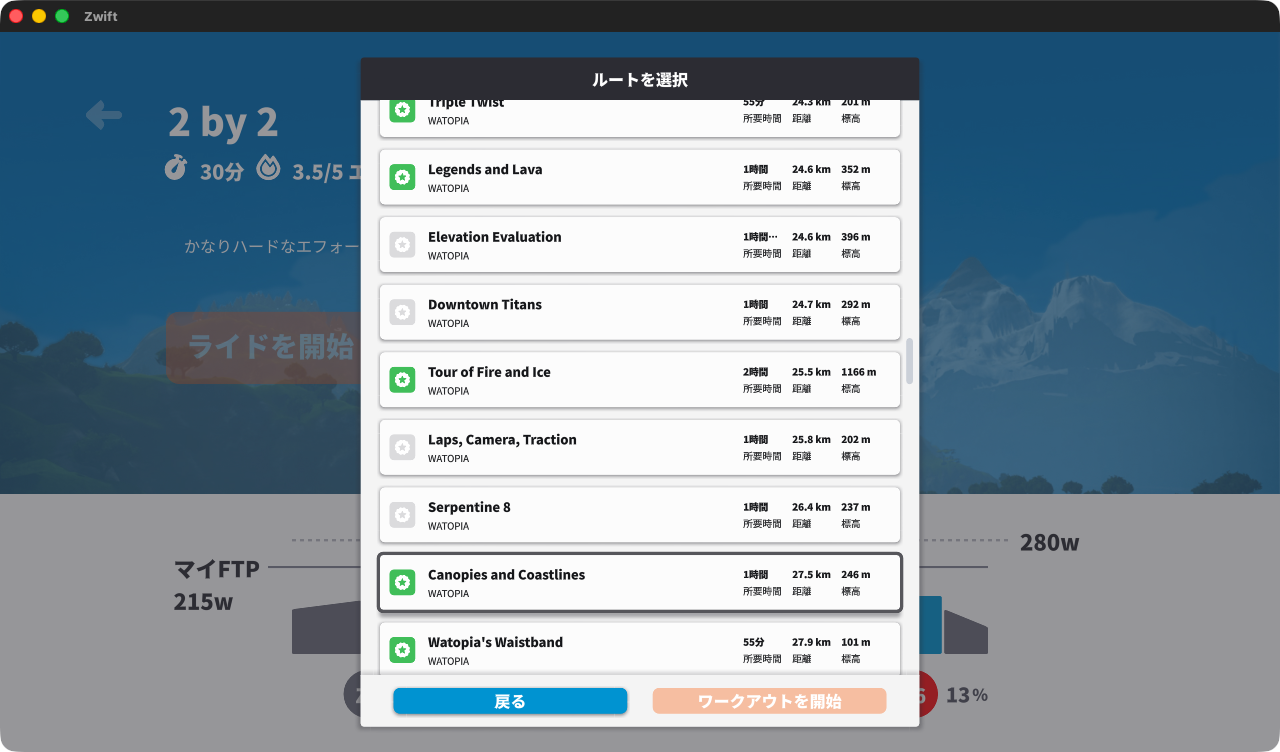 Zwift
ルートを選択
2 by 2
30分 3.5/5 エ
かなりハードなエフォー
ライドを開始
Triple Twist 55分 24.3 km 201 m
WATOPIA 所要時間 距離 標高
Legends and Lava 1時間 24.6 km 352 m
WATOPIA 所要時間 距離 標高
Elevation Evaluation 1時間… 24.6 km 396 m
WATOPIA 所要時間 距離 標高
Downtown Titans 1時間 24.7 km 292 m
WATOPIA 所要時間 距離 標高
Tour of Fire and Ice 2時間 25.5 km 1166 m
WATOPIA 所要時間 距離 標高
Laps, Camera, Traction 1時間 25.8 km 202 m
WATOPIA 所要時間 距離 標高
Serpentine 8 1時間 26.4 km 237 m
WATOPIA 所要時間 距離 標高
Canopies and Coastlines 1時間 27.5 km 246 m
WATOPIA 所要時間 距離 標高
Watopia's Waistband 55分 27.9 km 101 m
WATOPIA 所要時間 距離 標高
戻る ワークアウトを開始
マイFTP
215w
280w
13%